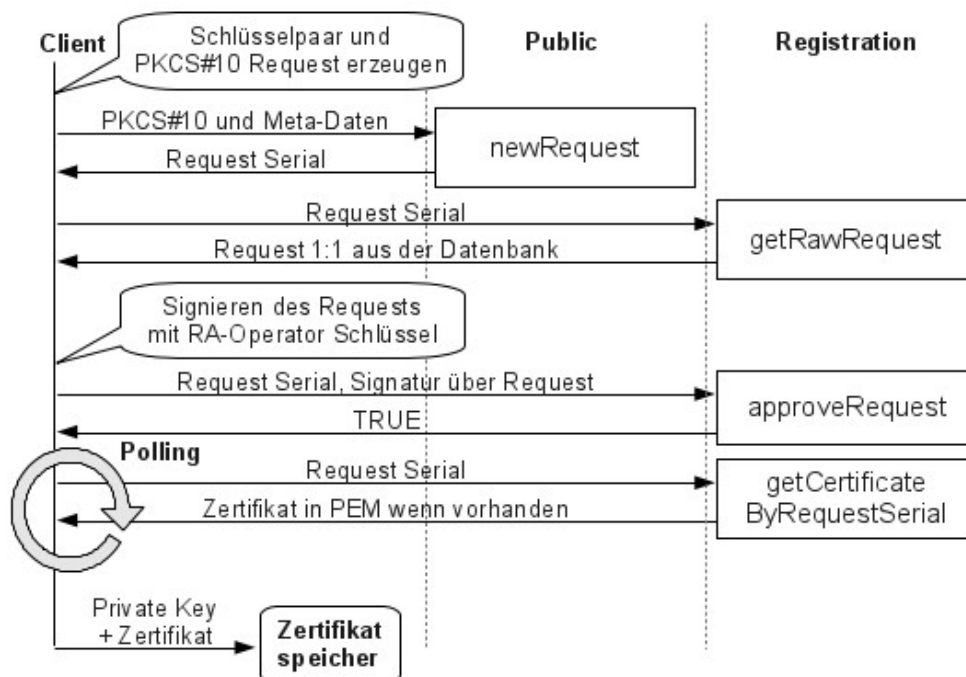 Client
Schlüsselpaar und
PKCS#10 Request erzeugen
Public
Registration
PKCS#10 und Meta-Daten
newRequest
Request Serial
Request Serial
getRawRequest
Request 1:1 aus der Datenbank
Signieren des Requests
mit RA-Operator Schlüssel
Request Serial, Signatur über Request
approveRequest
TRUE
Polling
Request Serial
getCertificate
ByRequestSerial
Zertifikat in PEM wenn vorhanden
Private Key
+ Zertifikat
Zertifikat
speicher